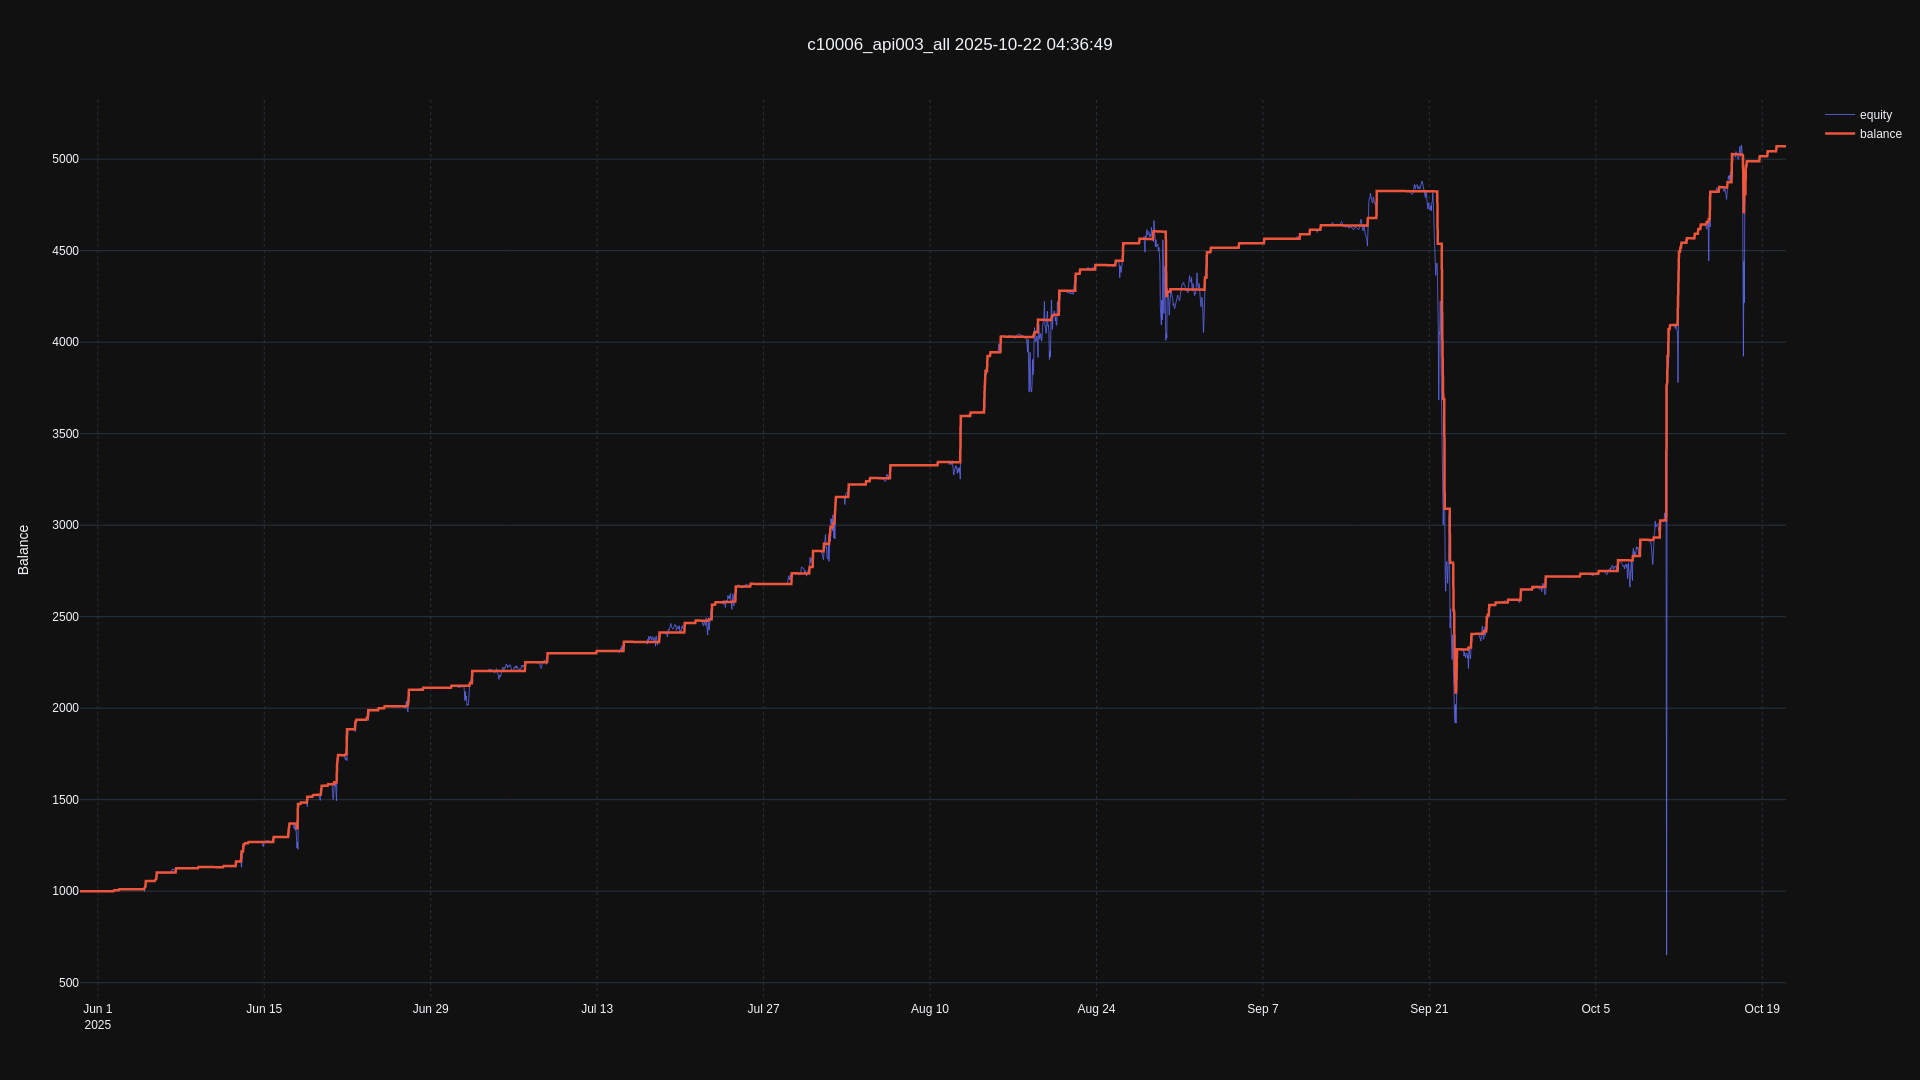 c10006_api003_all 2025-10-22 04:36:49
equity
balance
5000
4500
4000
3500
3000
2500
2000
1500
1000
500
Balance
Jun 1
2025
Jun 15
Jun 29
Jul 13
Jul 27
Aug 10
Aug 24
Sep 7
Sep 21
Oct 5
Oct 19